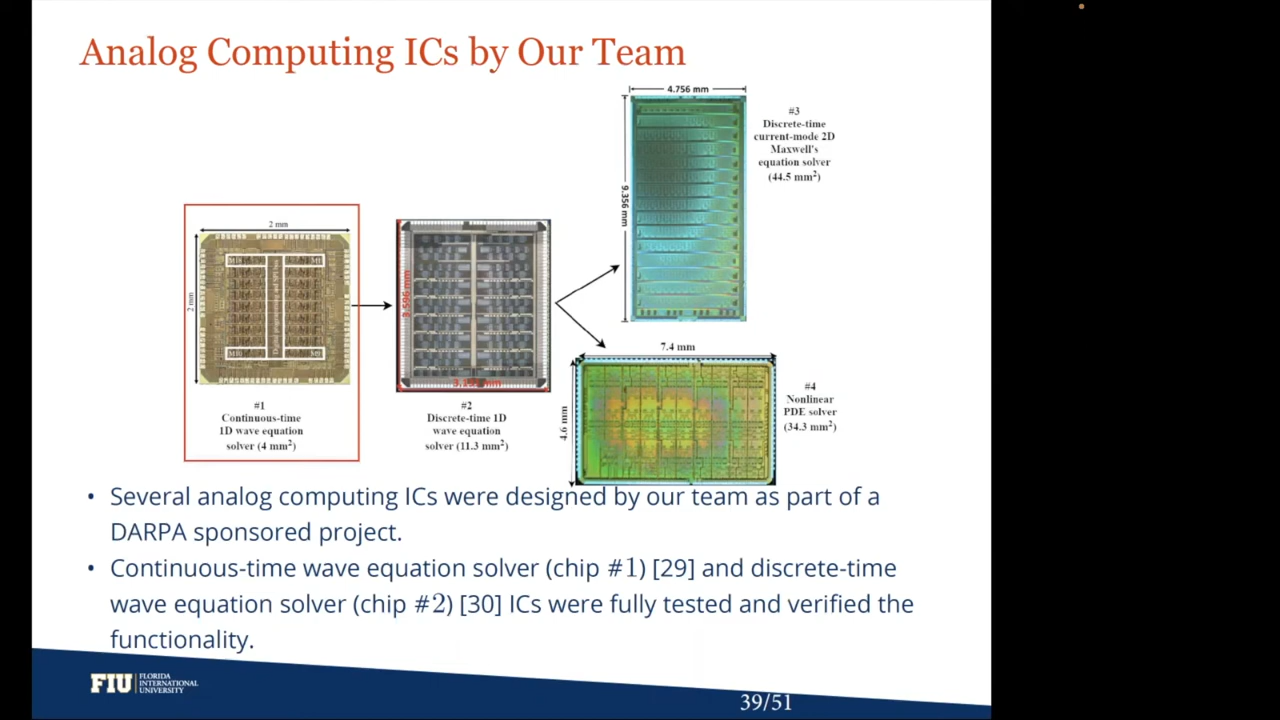 Analog Computing ICs by Our Team
4.756 mm
9.356 mm
#3
Discrete-time
current-mode 2D
Maxwell's
equation solver
(44.5 mm²)
2 mm
2 mm
M1
M9
#1
Continuous-time
1D wave equation
solver (4 mm²)
3.596 mm
#2
Discrete-time 1D
wave equation
solver (11.3 mm²)
7.4 mm
4.6 mm
#4
Nonlinear
PDE solver
(34.3 mm²)
• Several analog computing ICs were designed by our team as part of a
DARPA sponsored project.
• Continuous-time wave equation solver (chip #1) [29] and discrete-time
wave equation solver (chip #2) [30] ICs were fully tested and verified the
functionality.
FIU
FLORIDA
INTERNATIONAL
UNIVERSITY
39/51